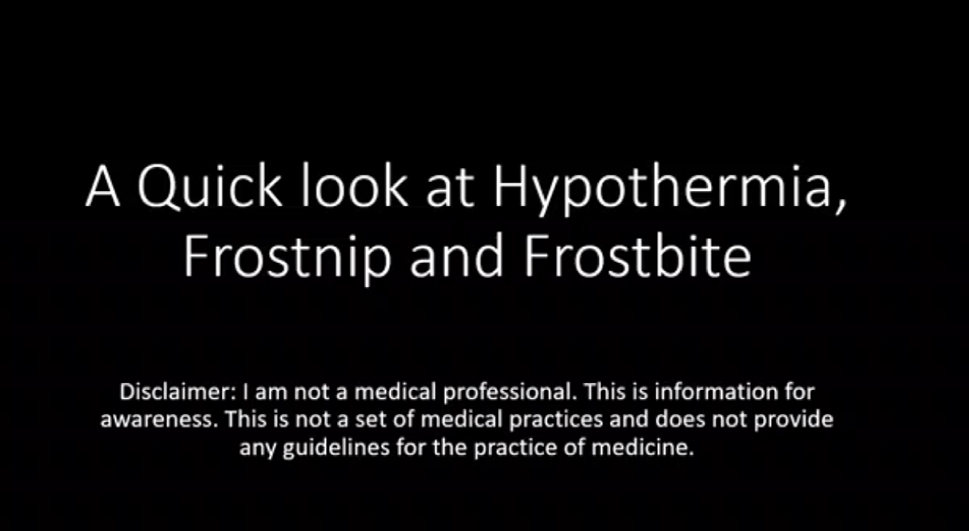 A Quick look at Hypothermia,
Frostnip and Frostbite
Disclaimer: I am not a medical professional. This is information for
awareness. This is not a set of medical practices and does not provide
any guidelines for the practice of medicine.